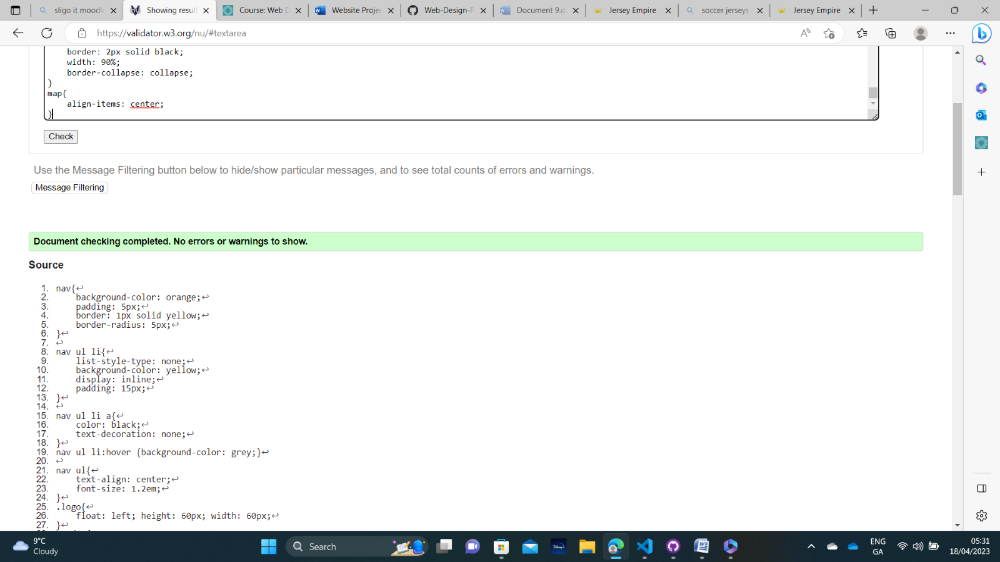 sligo it moodl
Showing result
Course: Web D
Website Projec
Web-Design-P
Document 9.d
Jersey Empire
soccer jerseys
Jersey Empire
https://validator.w3.org/nu/#textarea
border: 2px solid black;
width: 90%;
border-collapse: collapse;
}
map{
align-items: center;
}
Check
Use the Message Filtering button below to hide/show particular messages, and to see total counts of errors and warnings.
Message Filtering
Document checking completed. No errors or warnings to show.
Source
1. nav{↩
2. background-color: orange;↩
3. padding: 5px;↩
4. border: 1px solid yellow;↩
5. border-radius: 5px;↩
6. }↩
7. ↩
8. nav ul li{↩
9. list-style-type: none;↩
10. background-color: yellow;↩
11. display: inline;↩
12. padding: 15px;↩
13. }↩
14. ↩
15. nav ul li a{↩
16. color: black;↩
17. text-decoration: none;↩
18. }↩
19. nav ul li:hover {background-color: grey;}↩
20. ↩
21. nav ul{↩
22. text-align: center;↩
23. font-size: 1.2em;↩
24. }↩
25. .logo{↩
26. float: left; height: 60px; width: 60px;↩
27. }↩
9°C
Cloudy
Search
Disney+
ENG
GA
05:31
18/04/2023